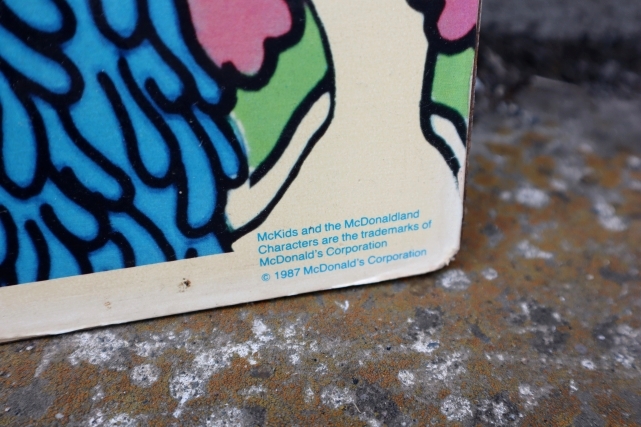 McKids and the McDonaldland
Characters are the trademarks of
McDonald's Corporation
© 1987 McDonald's Corporation